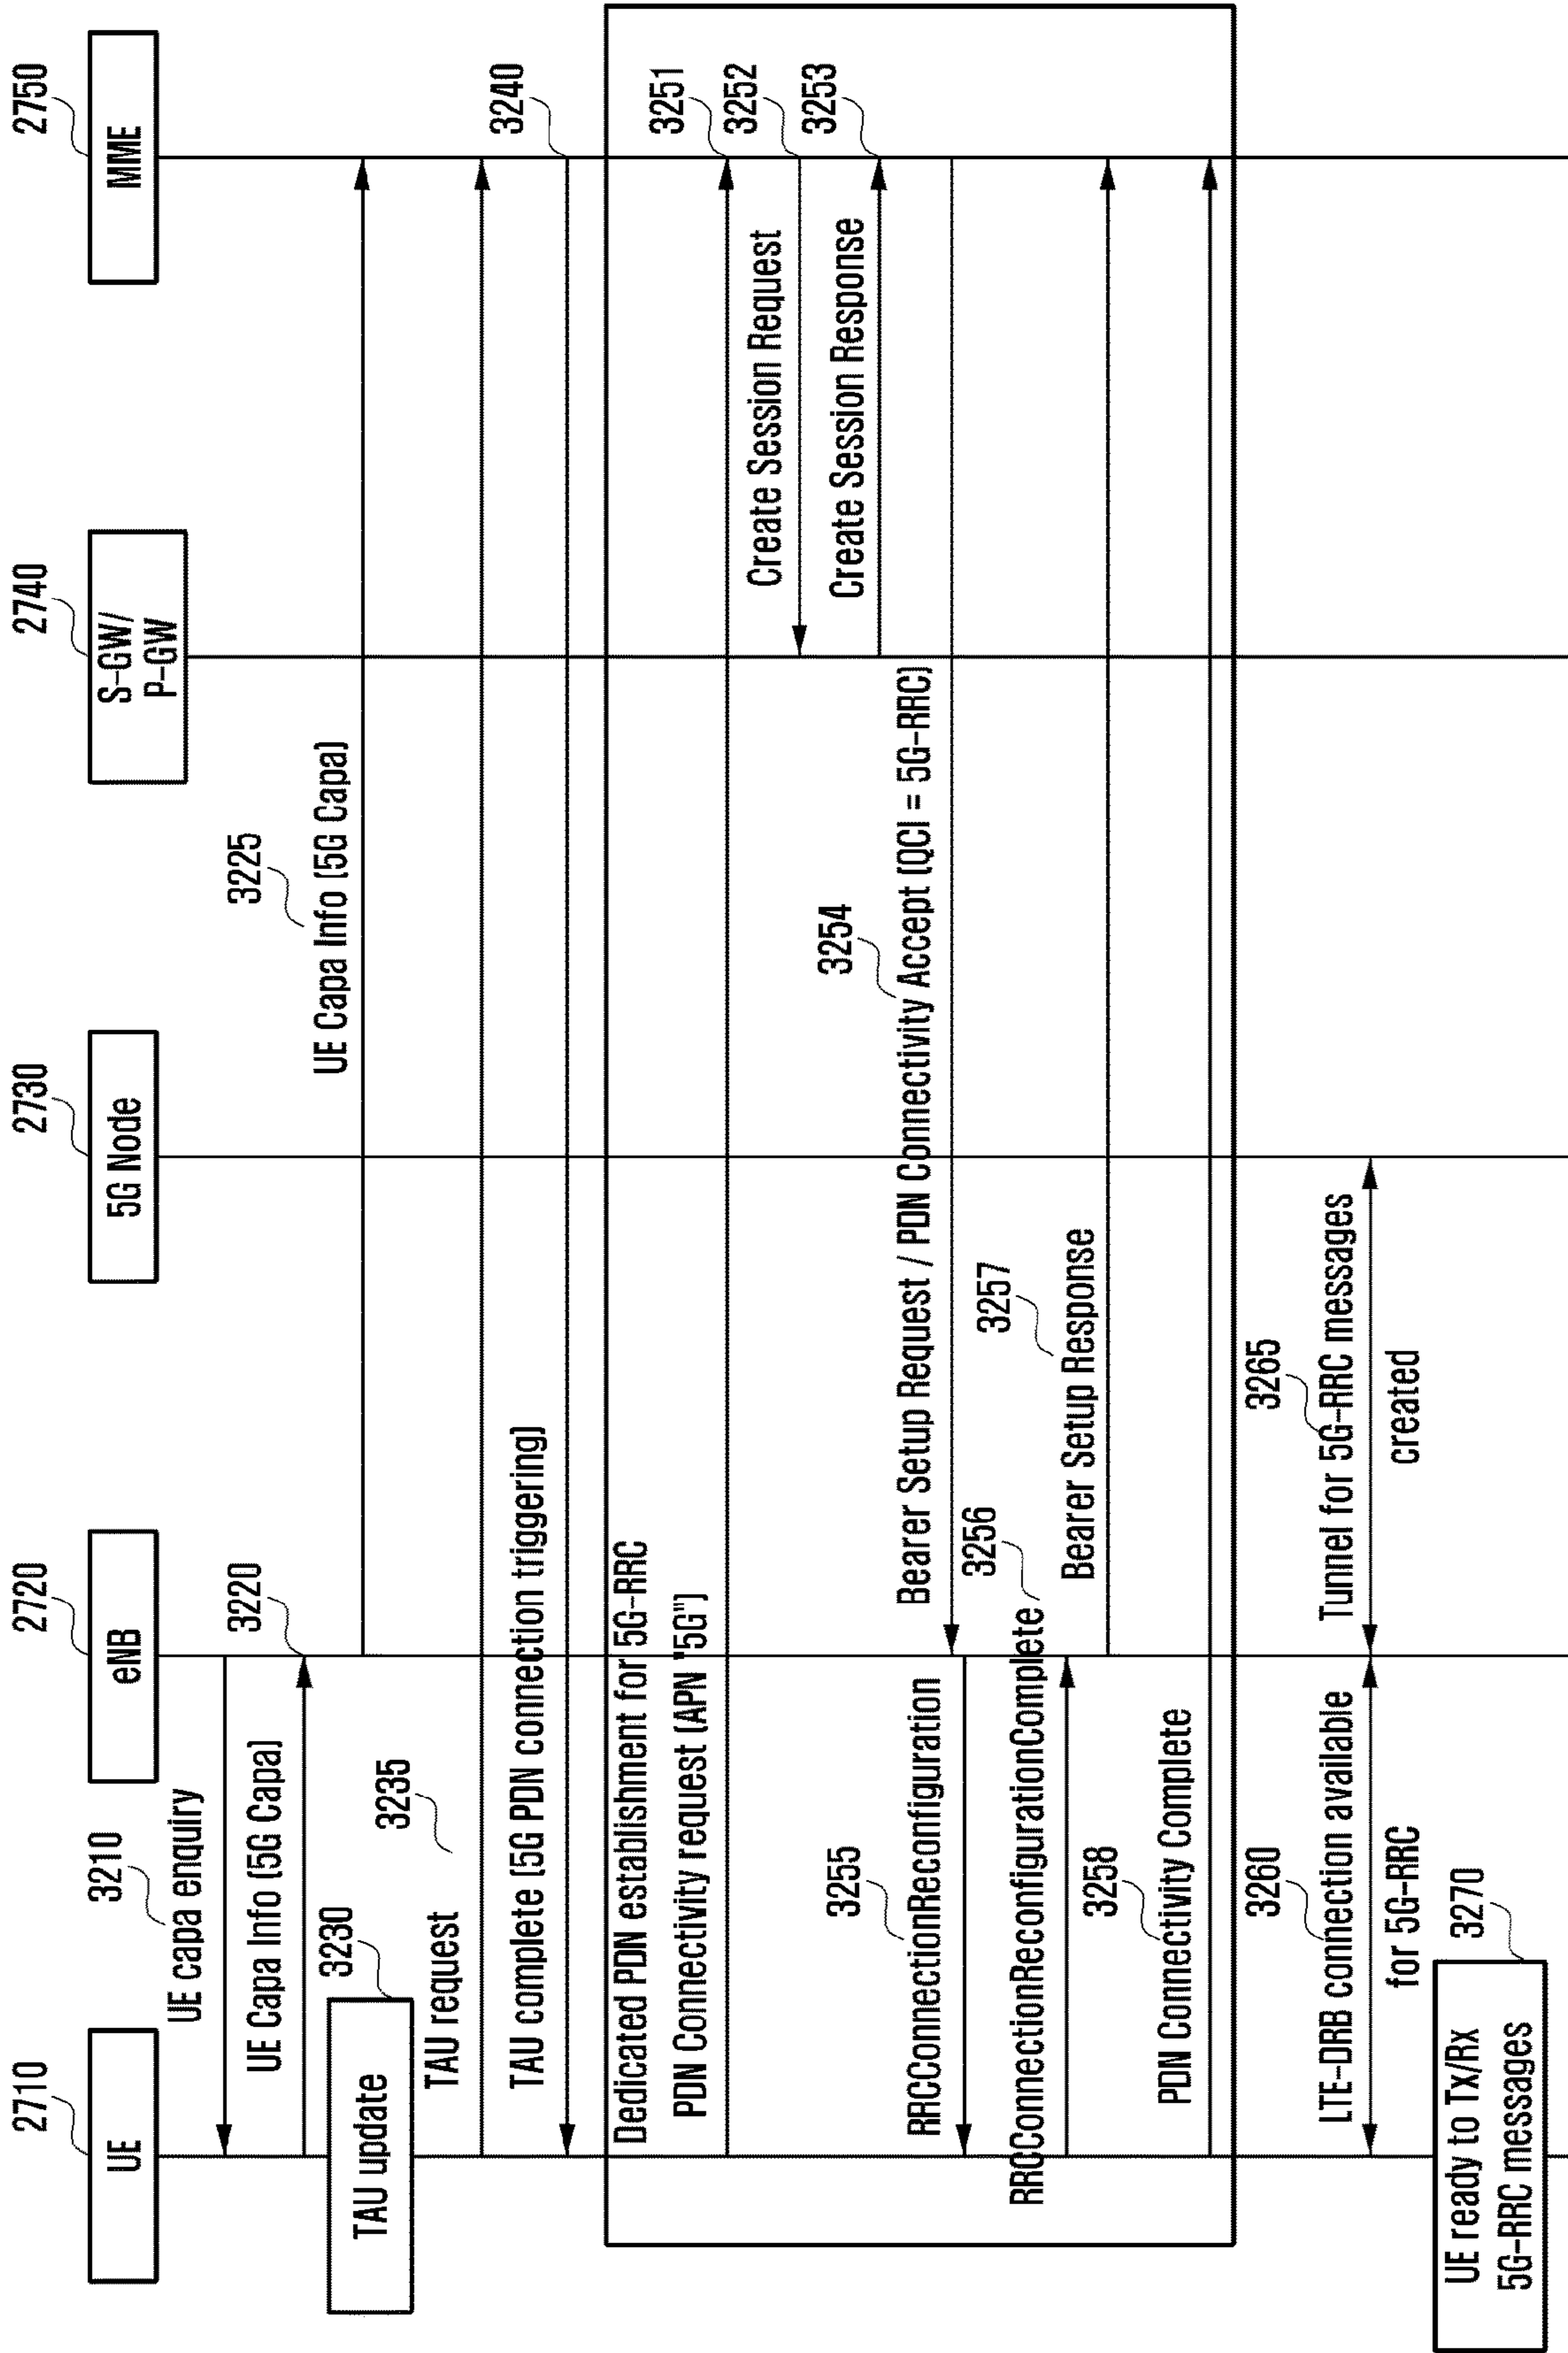 2710
UE
2720
eNB
2730
5G Node
2740
S-GW/
P-GW
2750
MME
3210
UE capa enquiry
3220
UE Capa Info (5G Capa)
3225
UE Capa Info (5G Capa)
3230
TAU update
3235
TAU request
3240
TAU complete (5G PDN connection triggering)
Dedicated PDN establishment for 5G-RRC
3251
PDN Connectivity request (APN "5G")
3252
Create Session Request
3253
Create Session Response
3254
Bearer Setup Request / PDN Connectivity Accept (QCI = 5G-RRC)
3255
RRCConnectionReconfiguration
3256
RRCConnectionReconfigurationComplete
3257
Bearer Setup Response
3258
PDN Connectivity Complete
3260
LTE-DRB connection available
for 5G-RRC
3265
Tunnel for 5G-RRC messages
created
3270
UE ready to Tx/Rx
5G-RRC messages